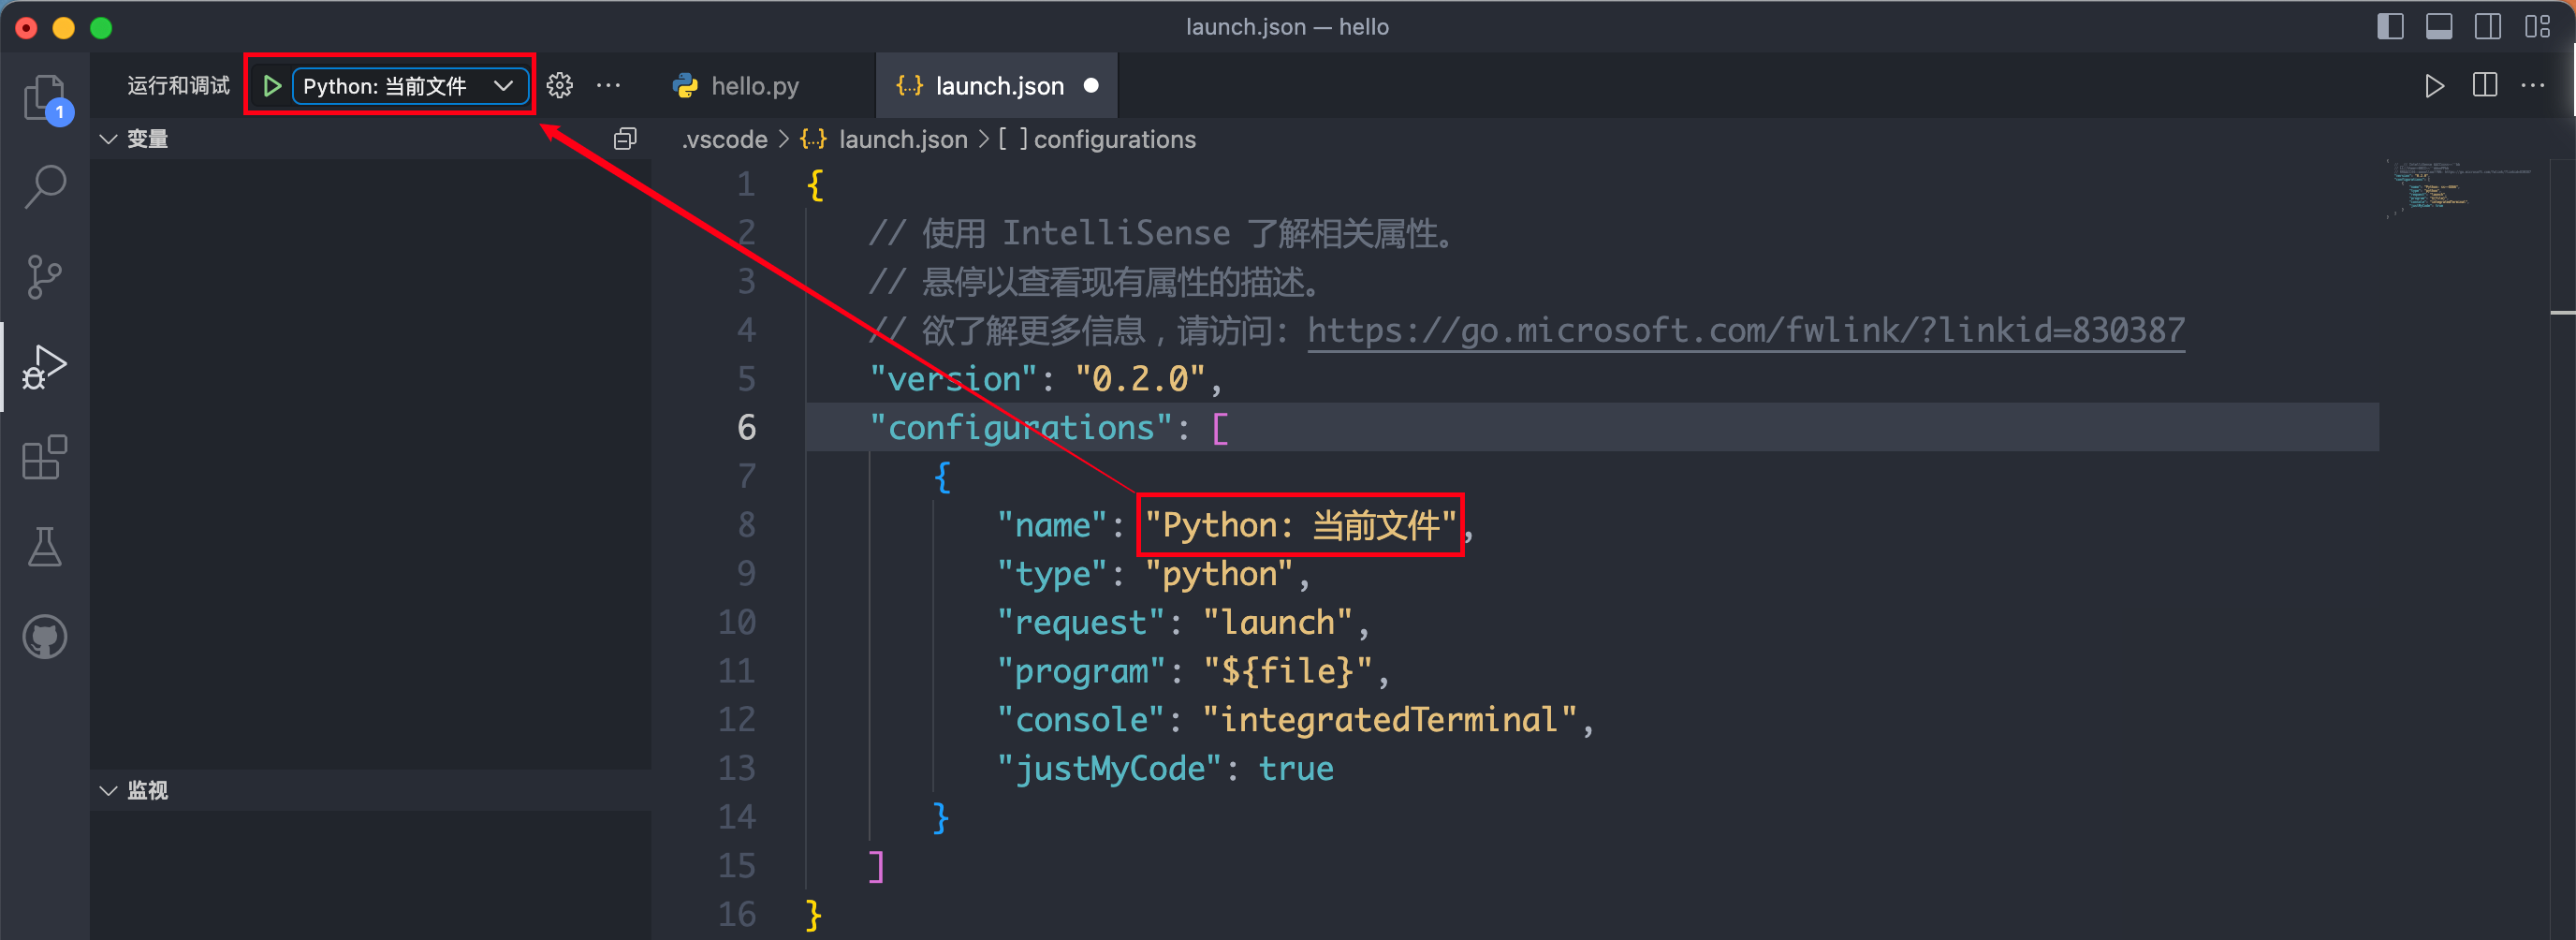 launch.json — hello
运行和调试
Python: 当前文件
hello.py
{..} launch.json
1
变量
.vscode > {..} launch.json > [ ] configurations
1 {
2 // 使用 IntelliSense 了解相关属性。
3 // 悬停以查看现有属性的描述。
4 // 欲了解更多信息，请访问: https://go.microsoft.com/fwlink/?linkid=830387
5 "version": "0.2.0",
6 "configurations": [
7 {
8 "name": "Python: 当前文件",
9 "type": "python",
10 "request": "launch",
11 "program": "${file}",
12 "console": "integratedTerminal",
13 "justMyCode": true
14 }
15 ]
16 }
监视